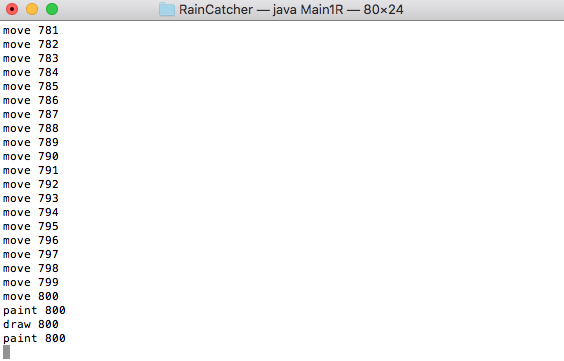 RainCatcher — java Main1R — 80×24
move 781
move 782
move 783
move 784
move 785
move 786
move 787
move 788
move 789
move 790
move 791
move 792
move 793
move 794
move 795
move 796
move 797
move 798
move 799
move 800
paint 800
draw 800
paint 800